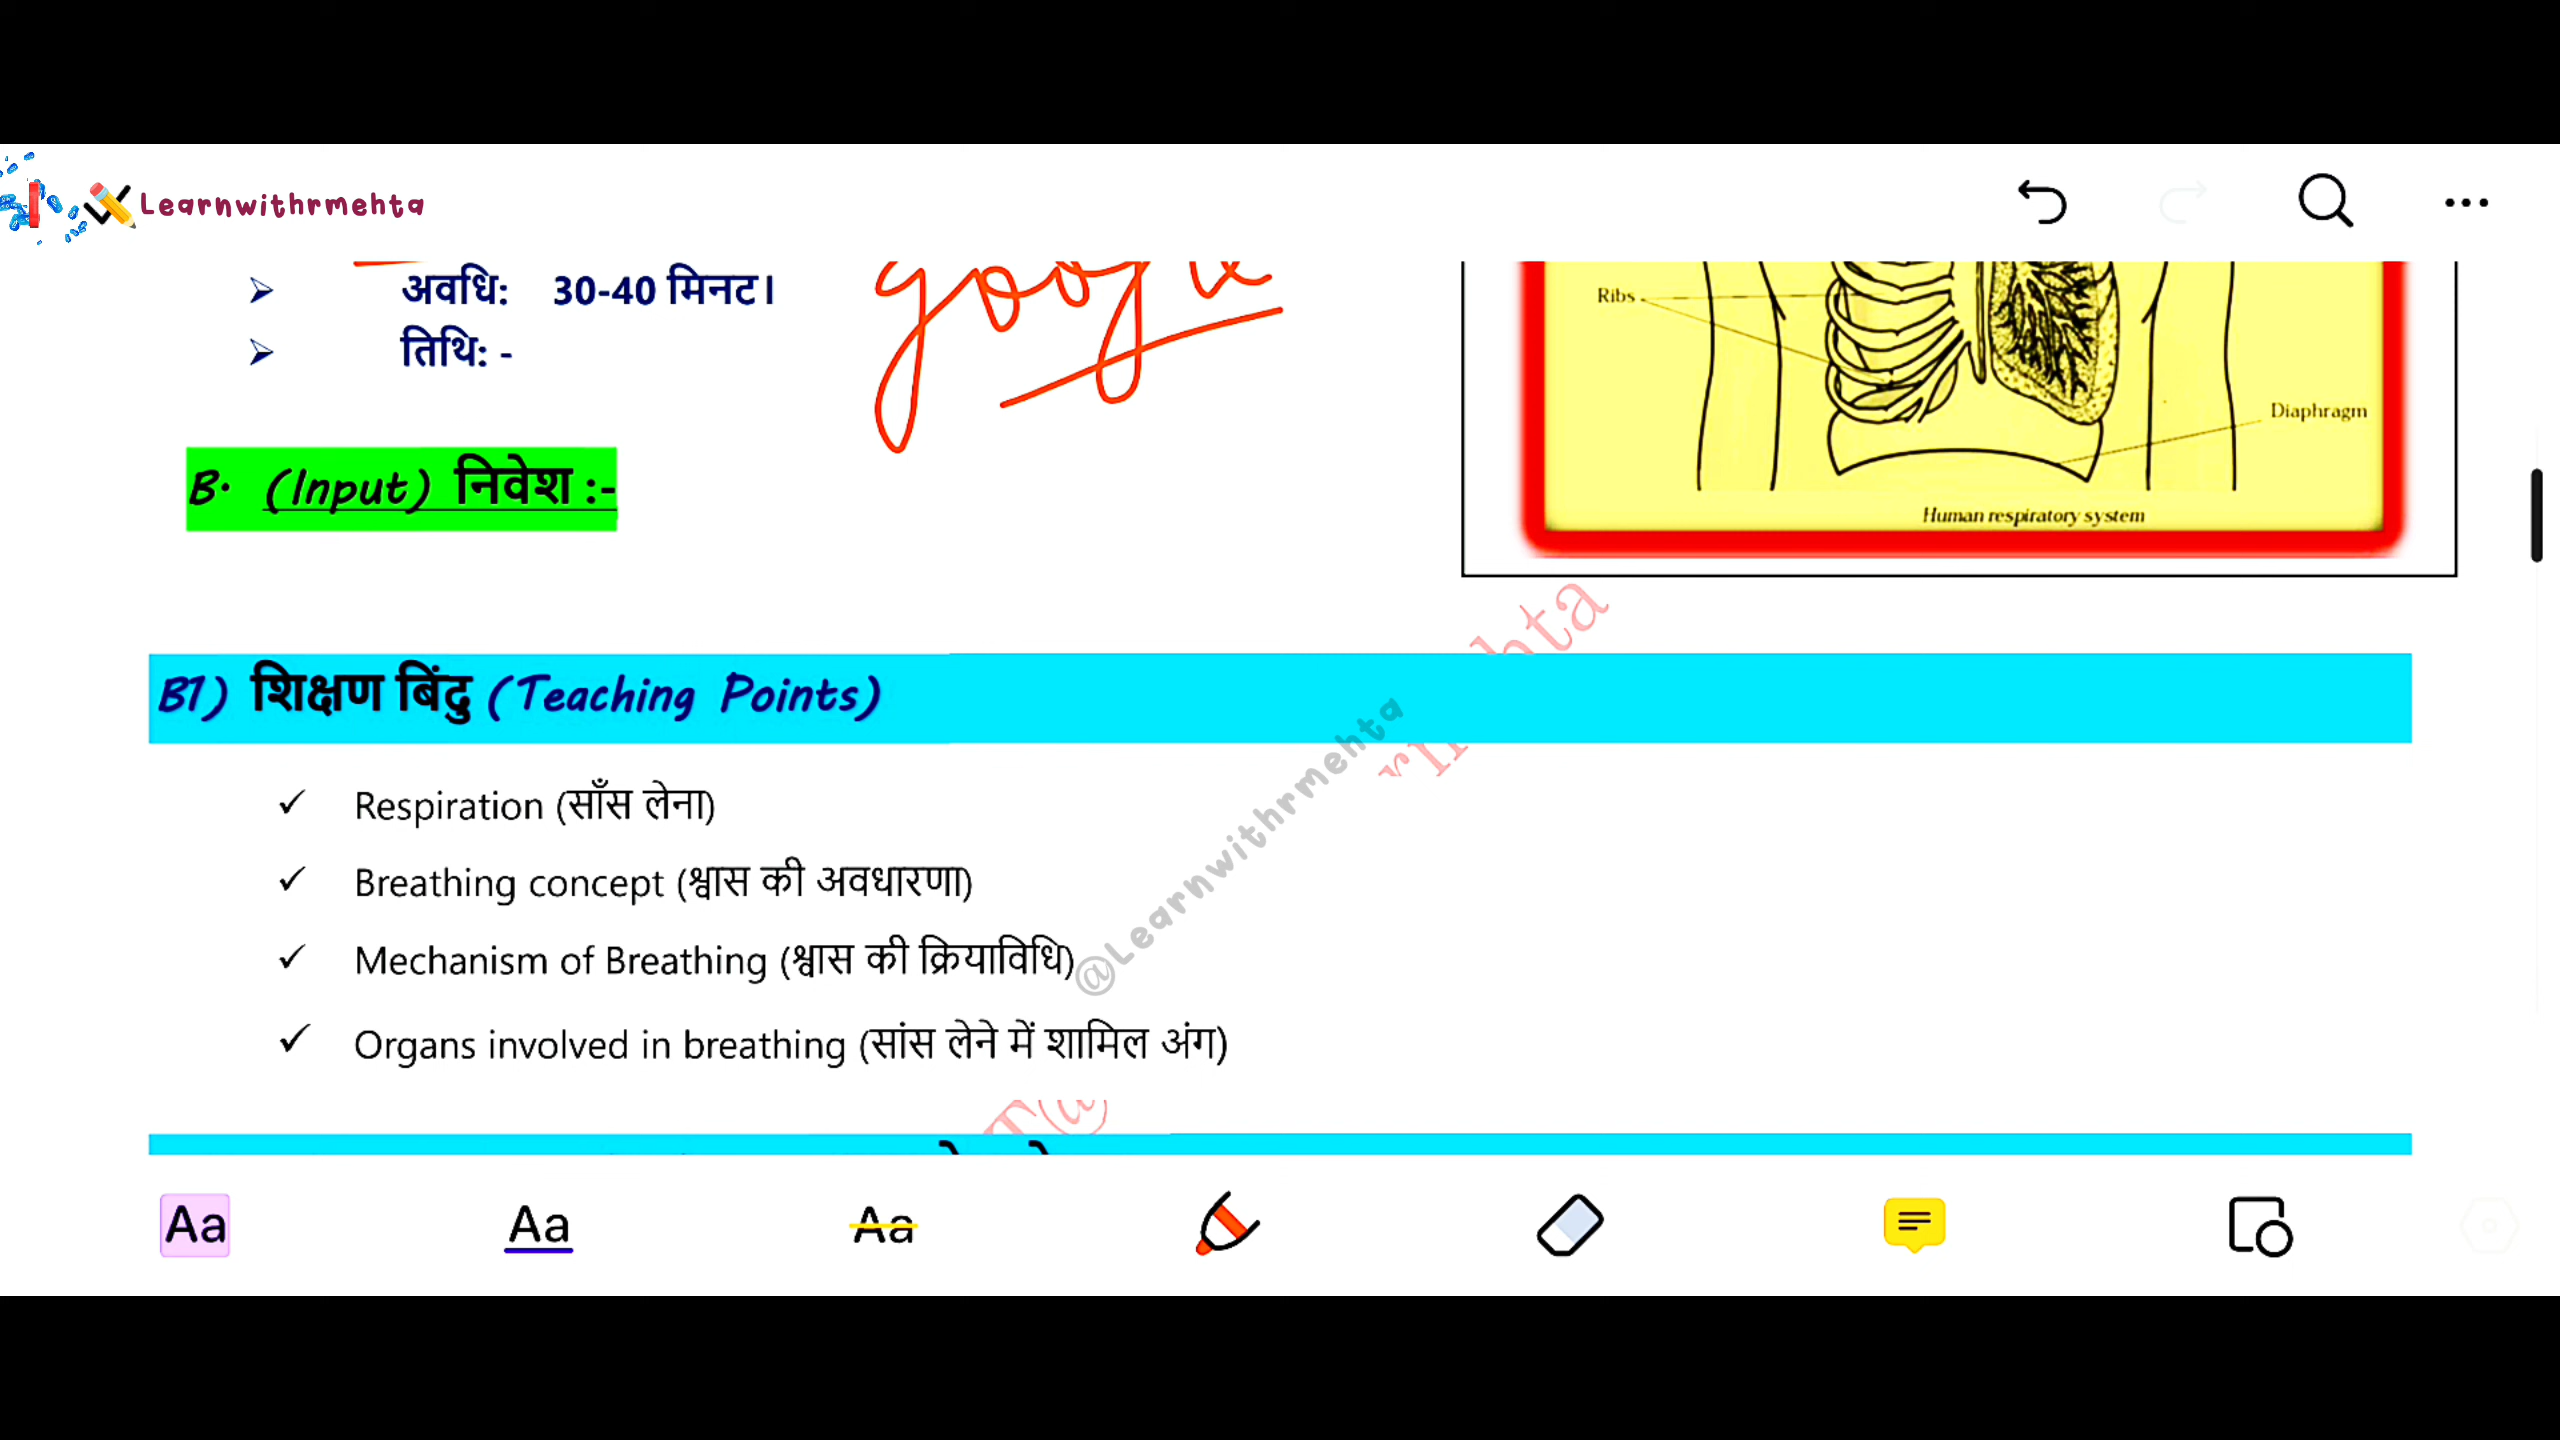 Learnwithrmehta
➢ अवधि: 30-40 मिनट।
google
➢ तिथि: -
Ribs
Diaphragm
Human respiratory system
B. (Input) निवेश :-
B1) शिक्षण बिंदु (Teaching Points)
✓ Respiration (साँस लेना)
✓ Breathing concept (श्वास की अवधारणा)
✓ Mechanism of Breathing (श्वास की क्रियाविधि)
✓ Organs involved in breathing (सांस लेने में शामिल अंग)
@Learnwithrmehta
Aa Aa Aa